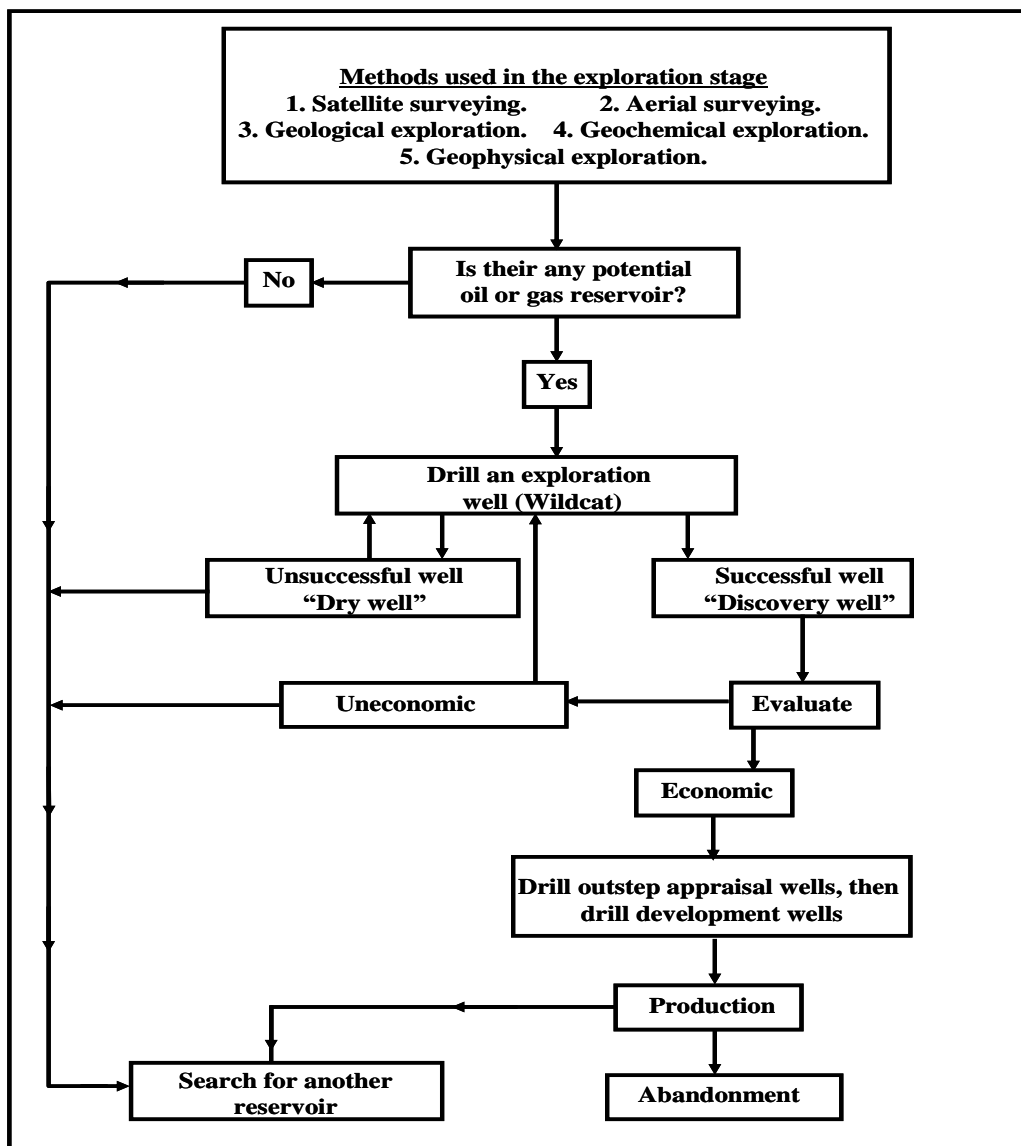 Methods used in the exploration stage
1. Satellite surveying. 2. Aerial surveying.
3. Geological exploration. 4. Geochemical exploration.
5. Geophysical exploration.
No
Is their any potential
oil or gas reservoir?
Yes
Drill an exploration
well (Wildcat)
Unsuccessful well
“Dry well”
Successful well
“Discovery well”
Uneconomic
Evaluate
Economic
Drill outstep appraisal wells, then
drill development wells
Production
Search for another
reservoir
Abandonment